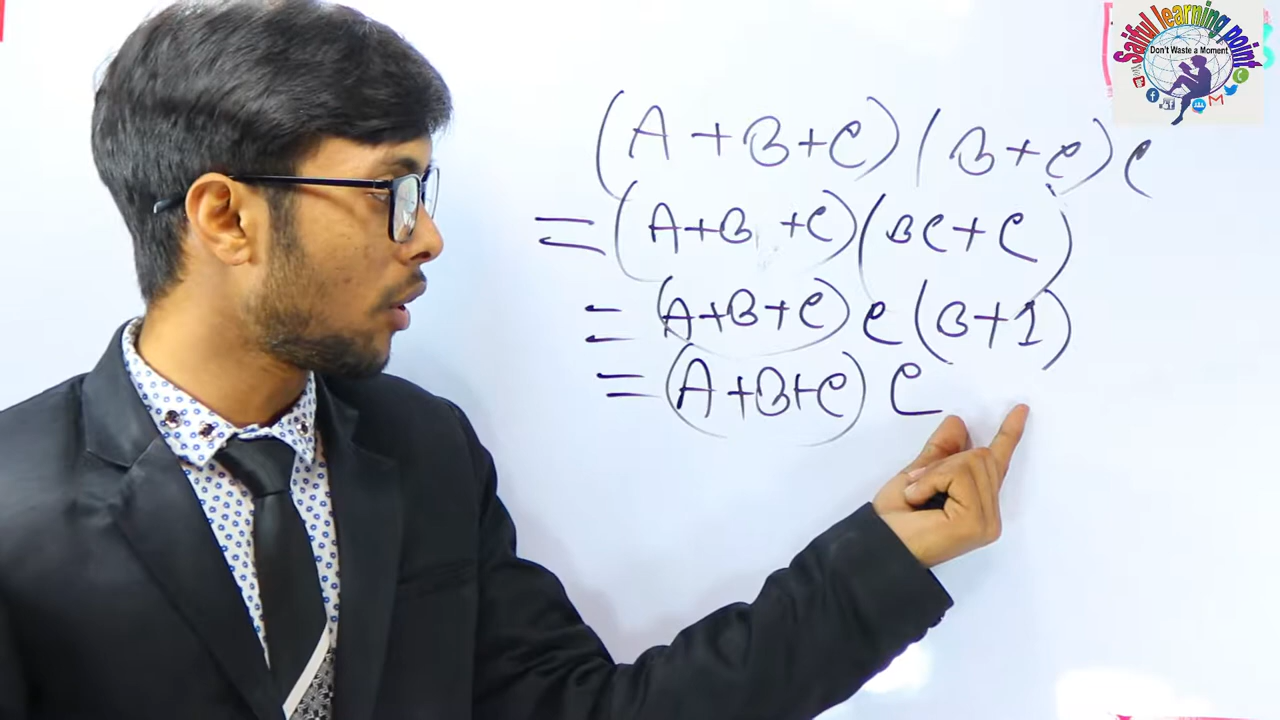 Saiful learning point
Don't Waste a Moment
(A+B+C)(B+C)C
=(A+B+C)(BC+C)
=(A+B+C)C(B+1)
=(A+B+C)C